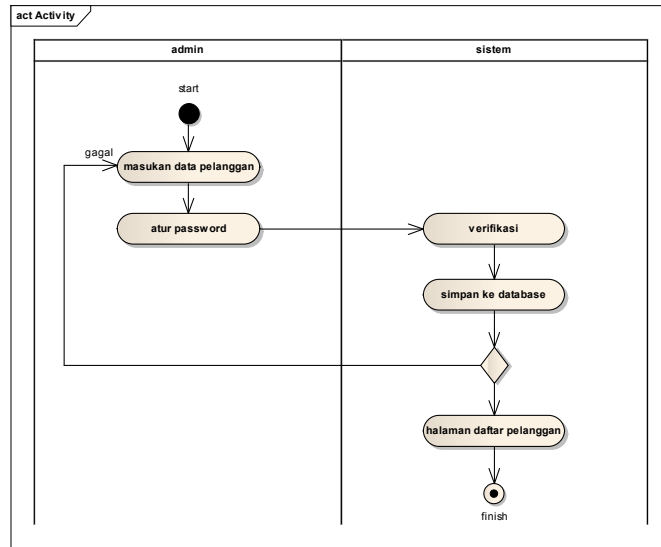 act Activity
admin
sistem
start
gagal
masukan data pelanggan
atur password
verifikasi
simpan ke database
halaman daftar pelanggan
finish